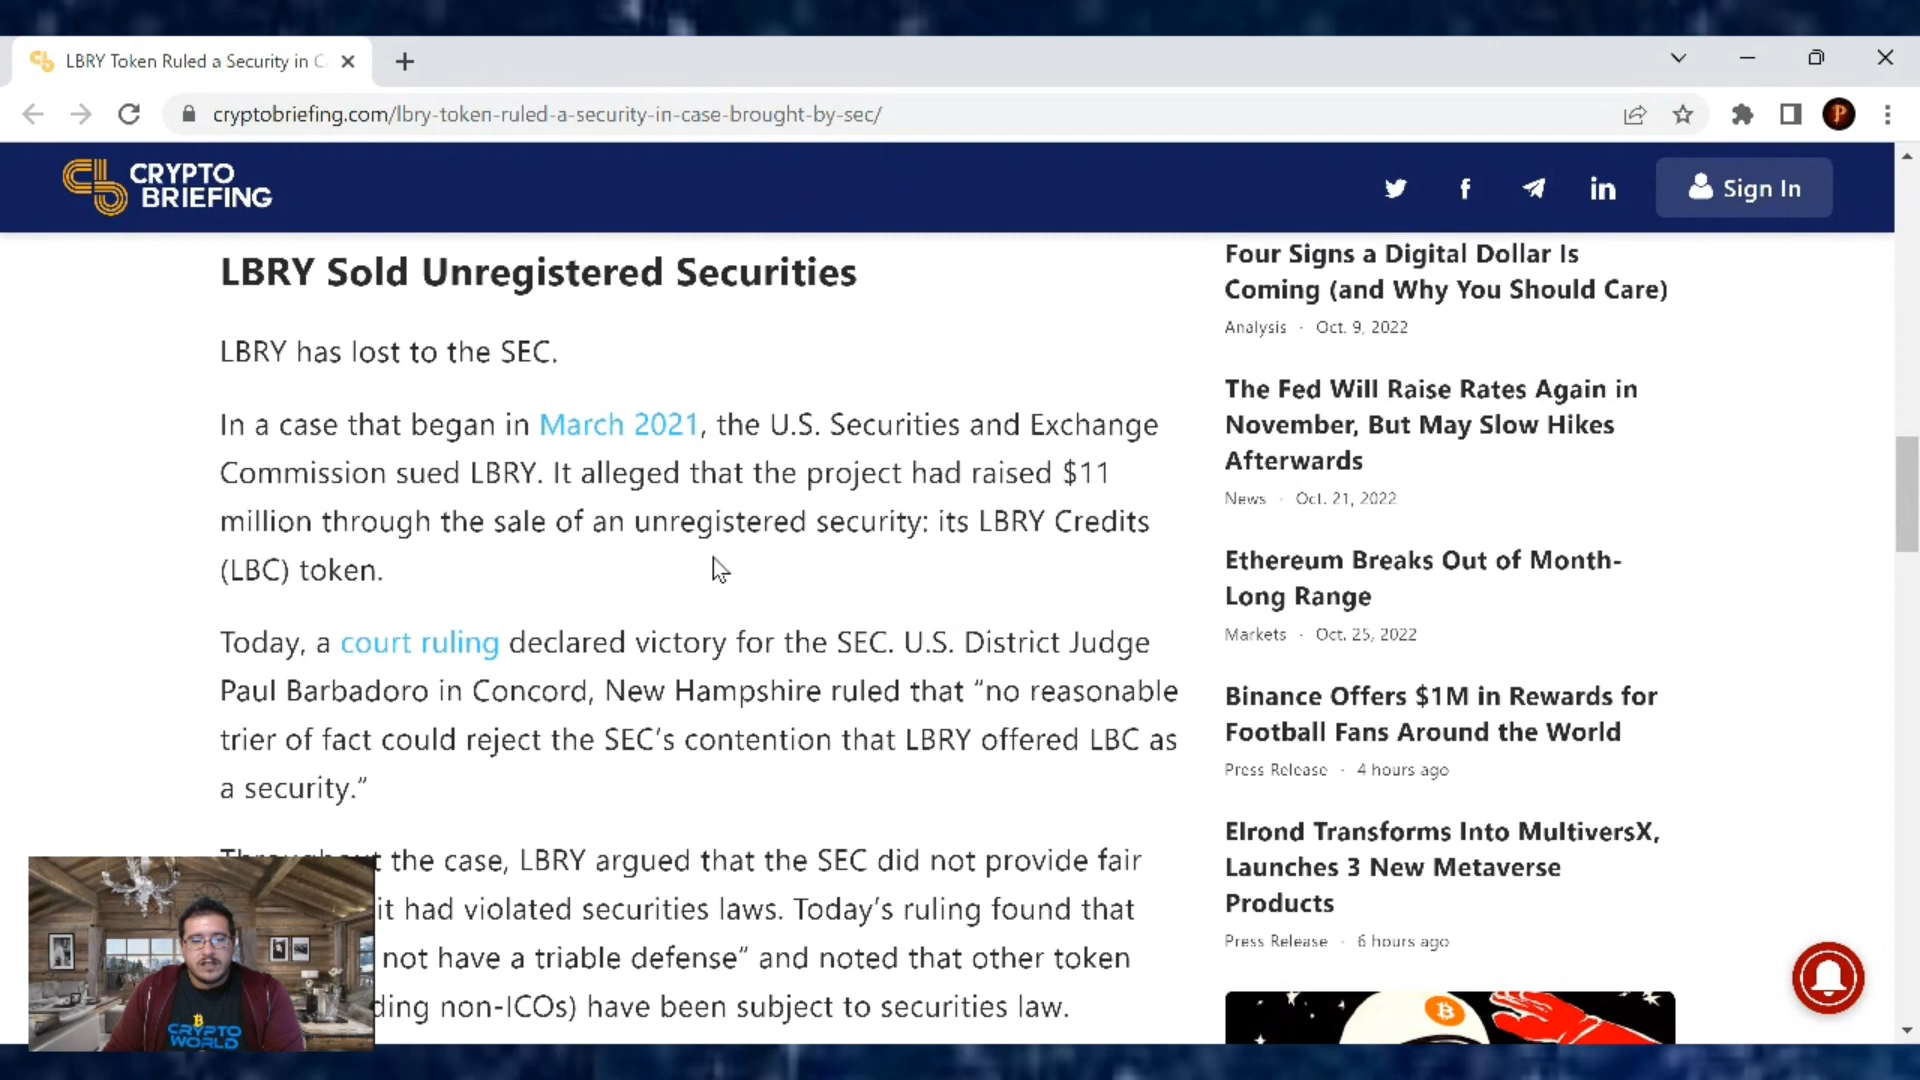 LBRY Token Ruled a Security in C
cryptobriefing.com/lbry-token-ruled-a-security-in-case-brought-by-sec/
P
CRYPTO
BRIEFING
Sign In
LBRY Sold Unregistered Securities
LBRY has lost to the SEC.
In a case that began in March 2021, the U.S. Securities and Exchange
Commission sued LBRY. It alleged that the project had raised $11
million through the sale of an unregistered security: its LBRY Credits
(LBC) token.
Today, a court ruling declared victory for the SEC. U.S. District Judge
Paul Barbadoro in Concord, New Hampshire ruled that “no reasonable
trier of fact could reject the SEC’s contention that LBRY offered LBC as
a security.”
the case, LBRY argued that the SEC did not provide fair
it had violated securities laws. Today’s ruling found that
not have a triable defense” and noted that other token
ding non-ICOs) have been subject to securities law.
Four Signs a Digital Dollar Is
Coming (and Why You Should Care)
Analysis · Oct. 9, 2022
The Fed Will Raise Rates Again in
November, But May Slow Hikes
Afterwards
News · Oct. 21, 2022
Ethereum Breaks Out of Month-
Long Range
Markets · Oct. 25, 2022
Binance Offers $1M in Rewards for
Football Fans Around the World
Press Release · 4 hours ago
Elrond Transforms Into MultiversX,
Launches 3 New Metaverse
Products
Press Release · 6 hours ago
CRYPTO
WORLD